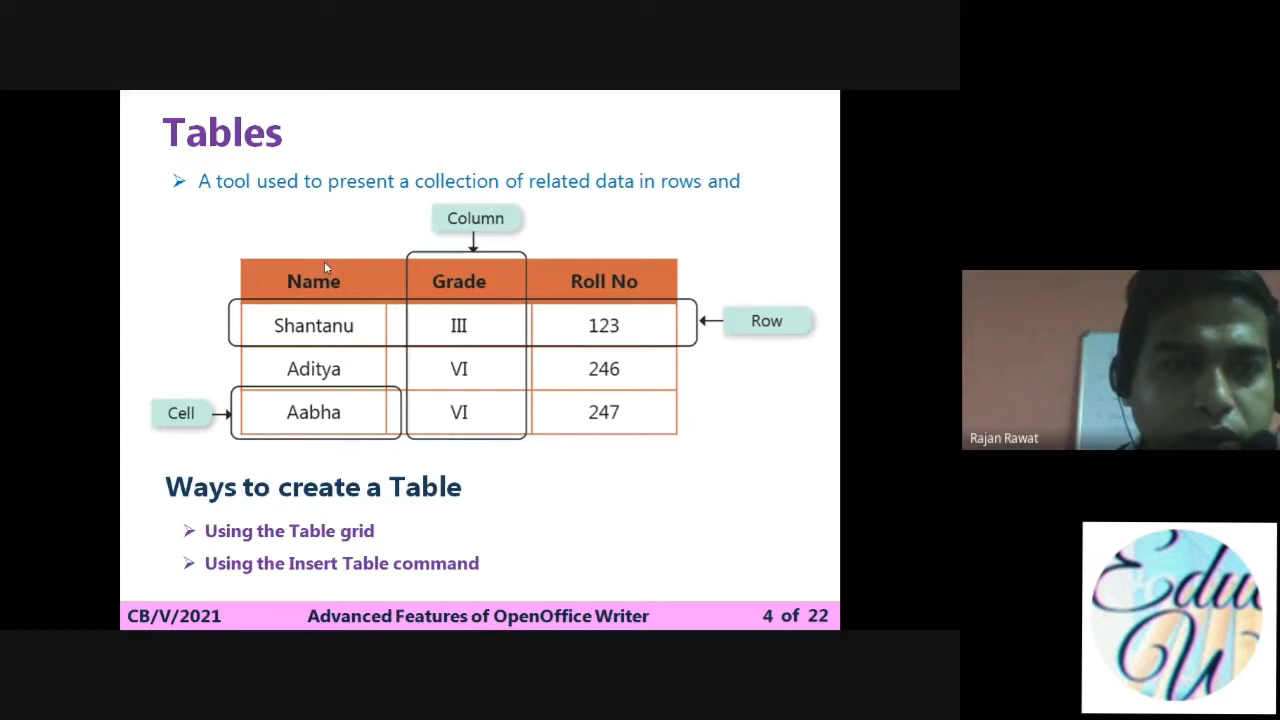 Tables
➢ A tool used to present a collection of related data in rows and
Column
Name Grade Roll No
Shantanu III 123
Row
Aditya VI 246
Cell
Aabha VI 247
Ways to create a Table
➢ Using the Table grid
➢ Using the Insert Table command
CB/V/2021 Advanced Features of OpenOffice Writer 4 of 22
Rajan Rawat
Edu
W